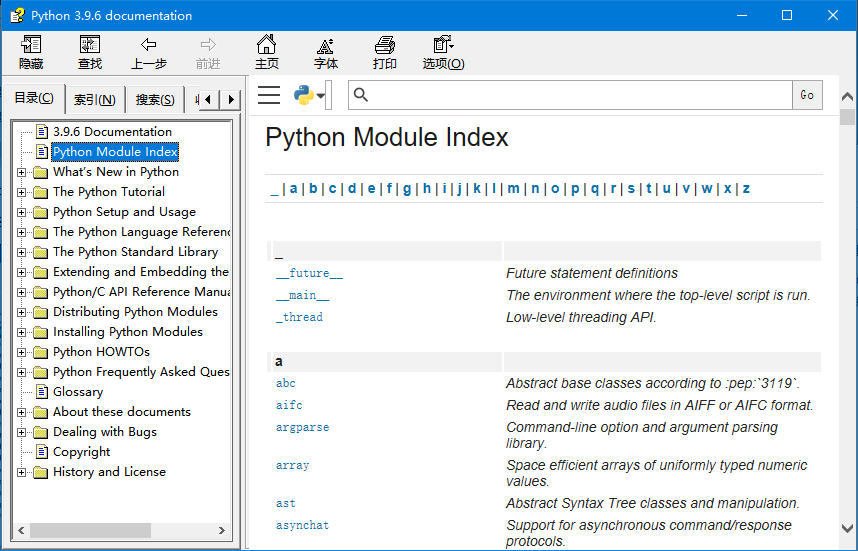 Python 3.9.6 documentation
隐藏 查找 上一步 前进 主页 字体 打印 选项(O)
目录(C) 索引(N) 搜索(S)
Go
3.9.6 Documentation
Python Module Index
What's New in Python
The Python Tutorial
Python Setup and Usage
The Python Language Referenc
The Python Standard Library
Extending and Embedding the
Python/C API Reference Manua
Distributing Python Modules
Installing Python Modules
Python HOWTOs
Python Frequently Asked Ques
Glossary
About these documents
Dealing with Bugs
Copyright
History and License
Python Module Index
_ | a | b | c | d | e | f | g | h | i | j | k | l | m | n | o | p | q | r | s | t | u | v | w | x | z
_
__future__ Future statement definitions
__main__ The environment where the top-level script is run.
_thread Low-level threading API.
a
abc Abstract base classes according to :pep:`3119`.
aifc Read and write audio files in AIFF or AIFC format.
argparse Command-line option and argument parsing
library.
array Space efficient arrays of uniformly typed numeric
values.
ast Abstract Syntax Tree classes and manipulation.
asynchat Support for asynchronous command/response
protocols.